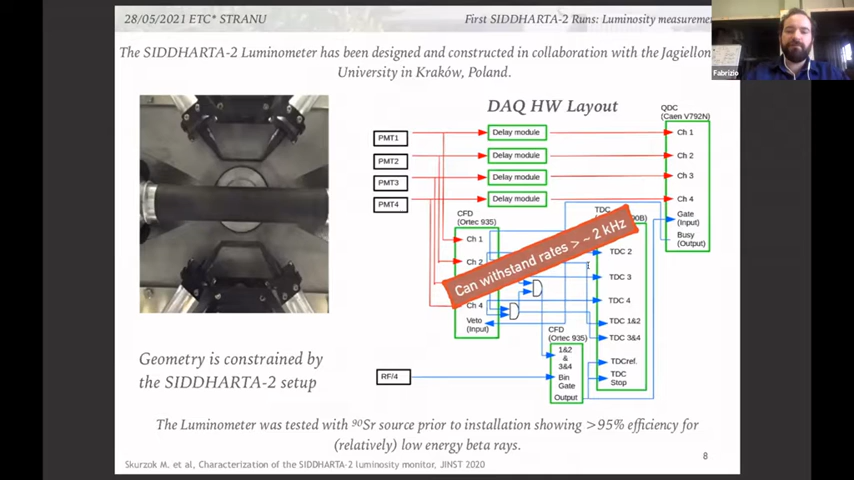 28/05/2021 ETC* STRANU
First SIDDHARTA-2 Runs: Luminosity measurem
The SIDDHARTA-2 Luminometer has been designed and constructed in collaboration with the Jagiellon
University in Kraków, Poland.
DAQ HW Layout
QDC
(Caen V792N)
PMT1
PMT2
PMT3
PMT4
Delay module
Delay module
Delay module
Delay module
Ch 1
Ch 2
Ch 3
Ch 4
Gate
(Input)
Busy
(Output)
CFD
(Ortec 935)
Ch 1
Ch 2
Ch 4
Veto
(Input)
Can withstand rates > ~ 2 kHz
TDC
TDC 2
TDC 3
TDC 4
TDC 1&2
TDC 3&4
TDCref.
TDC
Stop
CFD
(Ortec 935)
1&2
&
3&4
Bin
Gate
Output
RF/4
Geometry is constrained by
the SIDDHARTA-2 setup
The Luminometer was tested with ⁹⁰Sr source prior to installation showing >95% efficiency for
(relatively) low energy beta rays.
8
Skurzok M. et al, Characterization of the SIDDHARTA-2 luminosity monitor, JINST 2020
Fabrizio